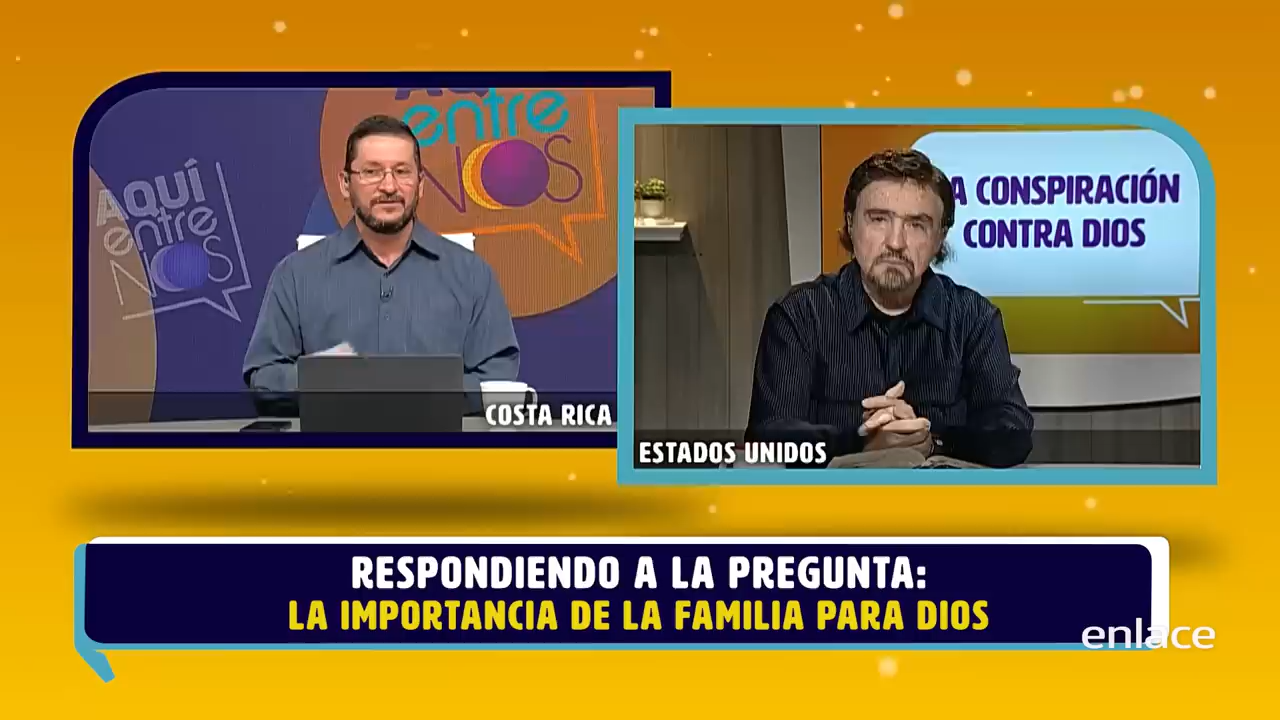 AQUÍ
entre
NOS
AQUÍ
entre
NOS
COSTA RICA
CONSPIRACIÓN
CONTRA DIOS
ESTADOS UNIDOS
RESPONDIENDO A LA PREGUNTA:
LA IMPORTANCIA DE LA FAMILIA PARA DIOS
enlace